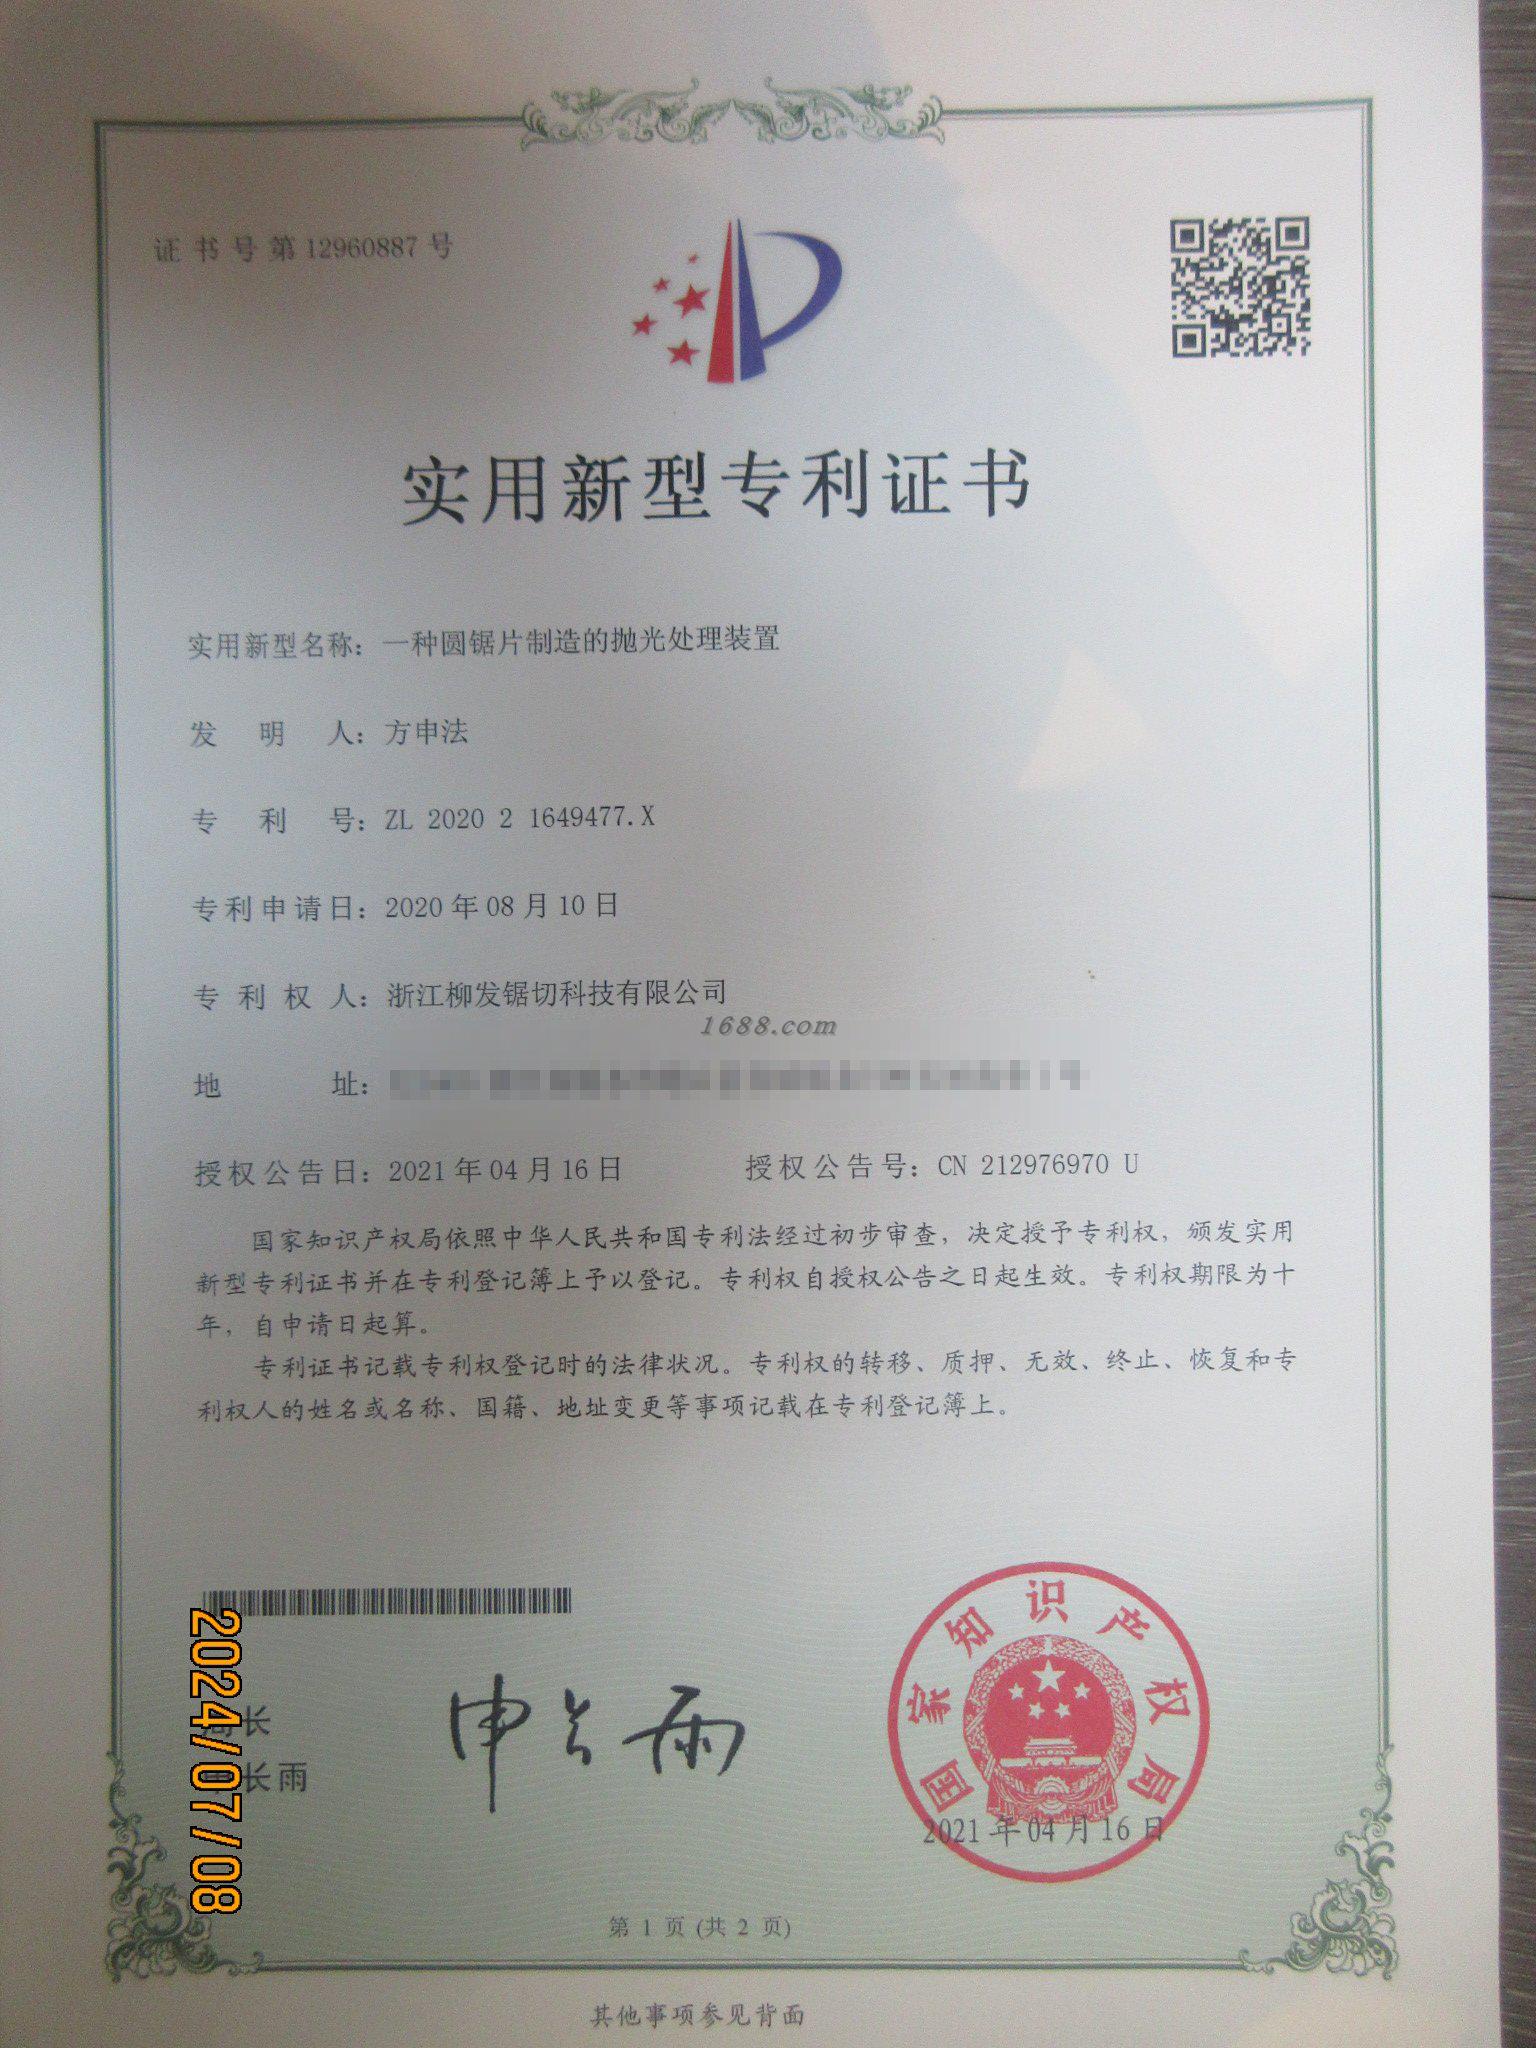 证书号第12960887号
实用新型专利证书
实用新型名称：一种圆锯片制造的抛光处理装置
发明人：方申法
专利号：ZL 2020 2 1649477.X
专利申请日：2020年08月10日
专利权人：浙江柳发锯切科技有限公司
1688.com
地址：
授权公告日：2021年04月16日 授权公告号：CN 212976970 U
国家知识产权局依照中华人民共和国专利法经过初步审查，决定授予专利权，颁发实用
新型专利证书并在专利登记簿上予以登记。专利权自授权公告之日起生效。专利权期限为十
年，自申请日起算。
专利证书记载专利权登记时的法律状况。专利权的转移、质押、无效、终止、恢复和专
利权人的姓名或名称、国籍、地址变更等事项记载在专利登记簿上。
2024/07/08
局长
申长雨
申长雨
国家知识产权局
2021年04月16日
第 1 页 (共 2 页)
其他事项参见背面